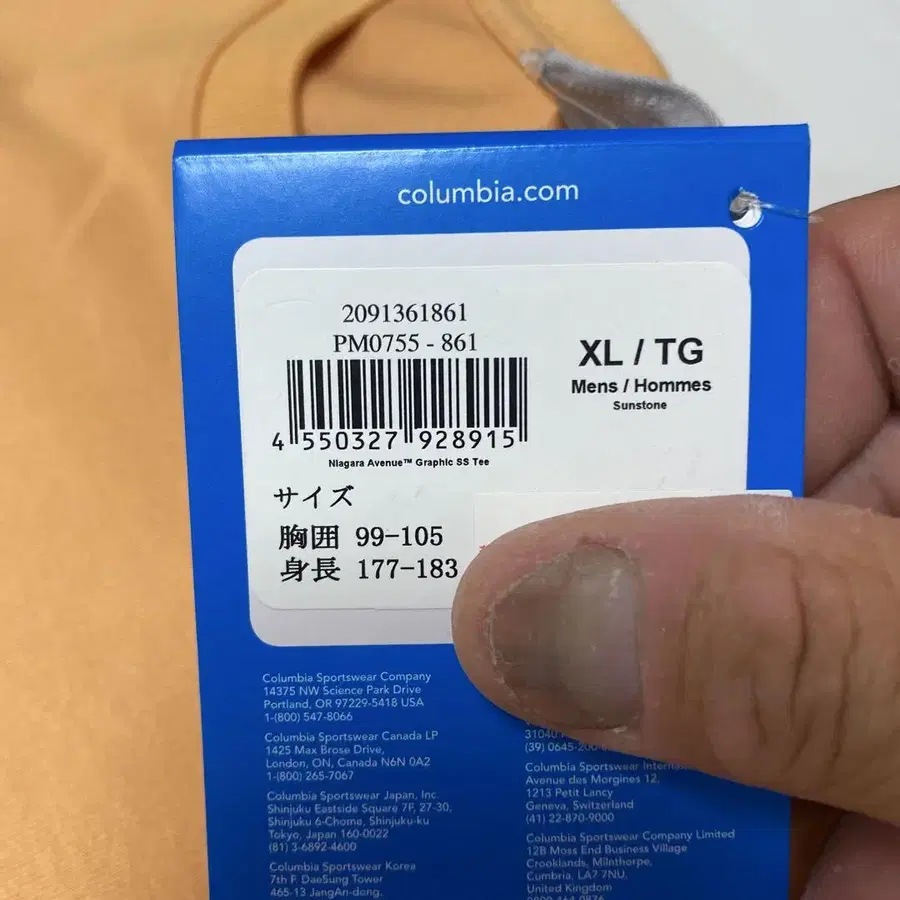 columbia.com
2091361861
PM0755 - 861
4 550327 928915
Niagara Avenue™ Graphic SS Tee
XL / TG
Mens / Hommes
Sunstone
サイズ
胸囲 99-105
身長 177-183
Columbia Sportswear Company
14375 NW Science Park Drive
Portland, OR 97229-5418 USA
1-(800) 547-8066
Columbia Sportswear Canada LP
1425 Max Brose Drive,
London, ON, Canada N6N 0A2
1-(800) 265-7067
Columbia Sportswear Japan, Inc.
Shinjuku Eastside Square 7F, 27-30,
Shinjuku 6-Chome, Shinjuku-ku
Tokyo, Japan 160-0022
(81) 3-6892-4600
Columbia Sportswear Korea
7th F. DaeSung Tower
465-13 JangAn-dong,
31040
(39) 0645-200-
Columbia Sportswear
Avenue des Morgines 12,
1213 Petit Lancy
Geneva, Switzerland
(41) 22-870-9000
Columbia Sportswear Company Limited
12B Moss End Business Village
Crooklands, Milnthorpe,
Cumbria, LA7 7NU,
United Kingdom